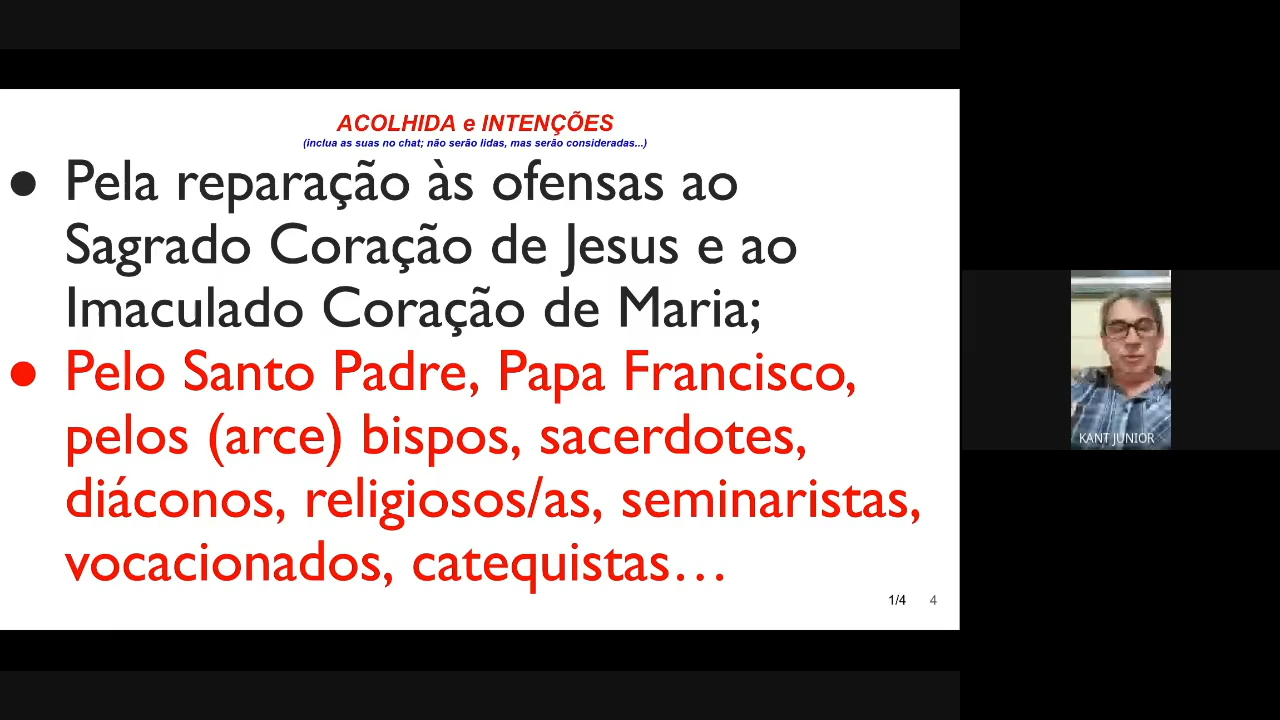 ACOLHIDA e INTENÇÕES
(inclua as suas no chat; não serão lidas, mas serão consideradas...)
● Pela reparação às ofensas ao
Sagrado Coração de Jesus e ao
Imaculado Coração de Maria;
● Pelo Santo Padre, Papa Francisco,
pelos (arce) bispos, sacerdotes,
diáconos, religiosos/as, seminaristas,
vocacionados, catequistas…
1/4 4
KANT JUNIOR